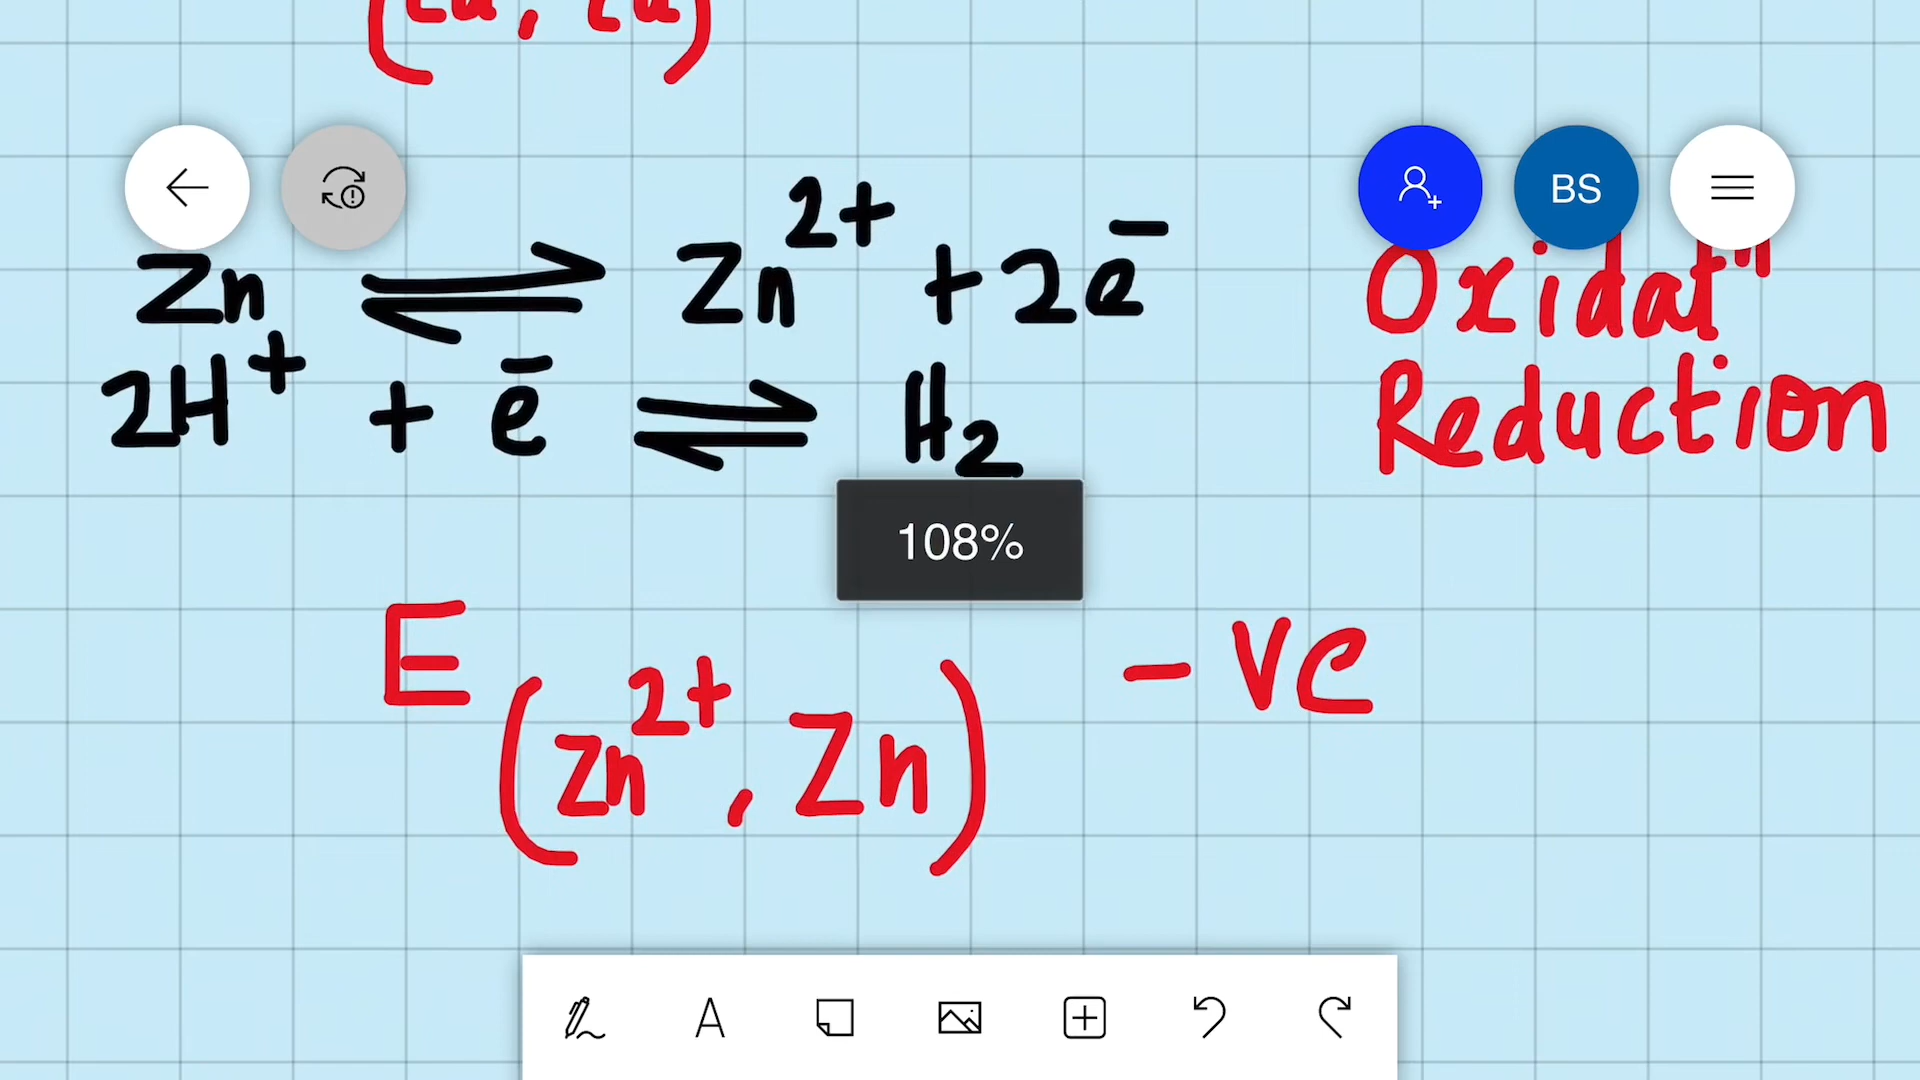 BS
Zn ⇌ Zn²⁺ + 2e⁻ Oxidatⁿ
2H⁺ + e⁻ ⇌ H₂ Reduction
108%
E(Zn²⁺, Zn) -ve
A